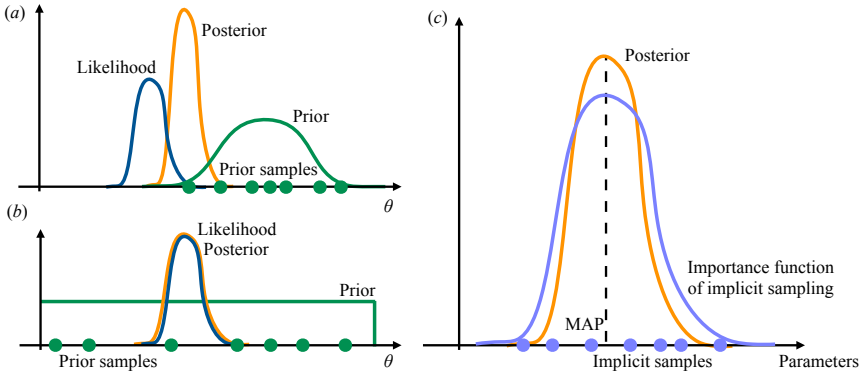 (a)
Posterior
Likelihood
Prior
Prior samples
θ
(b)
Likelihood
Posterior
Prior
Prior samples
θ
(c)
Posterior
Importance function
of implicit sampling
MAP
Implicit samples
Parameters